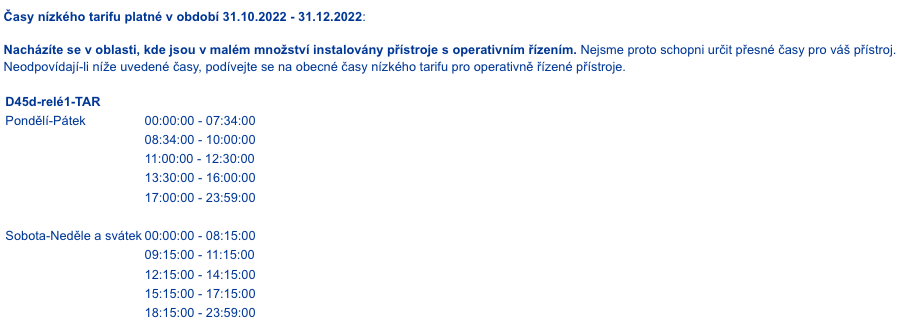 Časy nízkého tarifu platné v období 31.10.2022 - 31.12.2022:
Nacházíte se v oblasti, kde jsou v malém množství instalovány přístroje s operativním řízením. Nejsme proto schopni určit přesné časy pro váš přístroj.
Neodpovídají-li níže uvedené časy, podívejte se na obecné časy nízkého tarifu pro operativně řízené přístroje.
D45d-relé1-TAR
Pondělí-Pátek 00:00:00 - 07:34:00
08:34:00 - 10:00:00
11:00:00 - 12:30:00
13:30:00 - 16:00:00
17:00:00 - 23:59:00
Sobota-Neděle a svátek 00:00:00 - 08:15:00
09:15:00 - 11:15:00
12:15:00 - 14:15:00
15:15:00 - 17:15:00
18:15:00 - 23:59:00